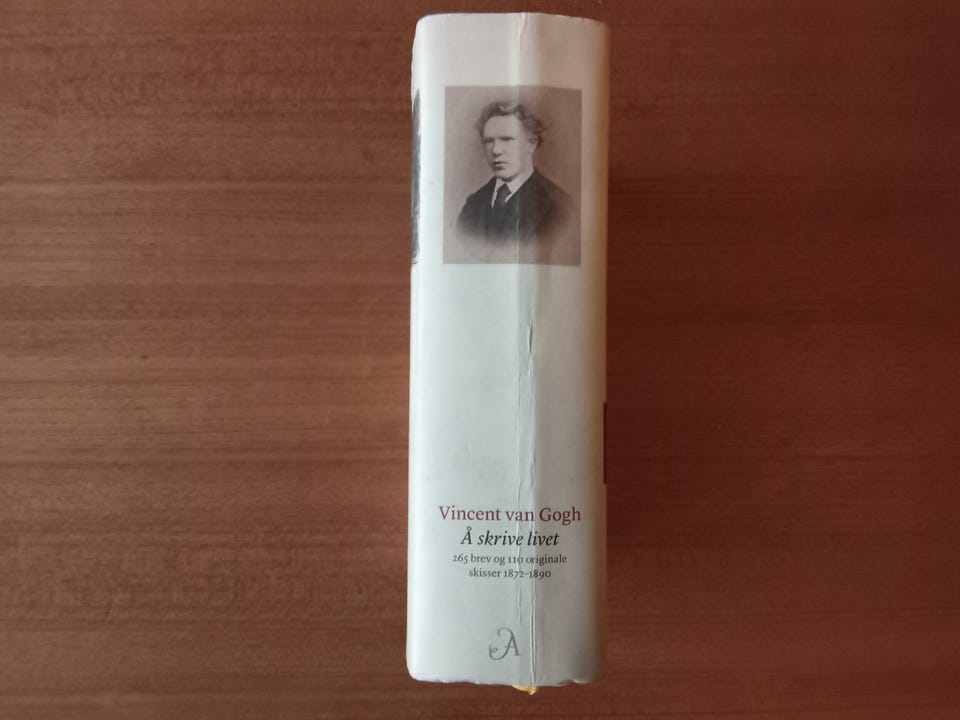 Vincent van Gogh
Å skrive livet
265 brev og 110 originale
skisser 1872–1890
A